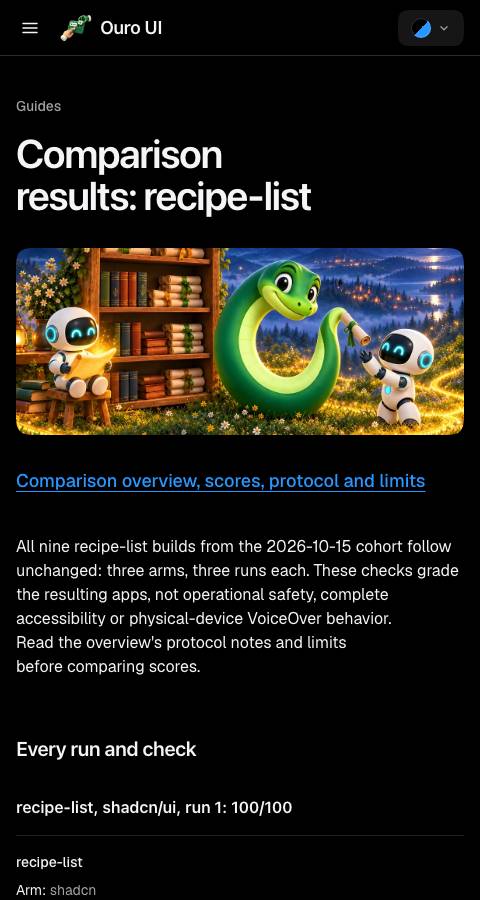 Ouro UI
Guides
Comparison
results: recipe-list
Comparison overview, scores, protocol and limits
All nine recipe-list builds from the 2026-10-15 cohort follow
unchanged: three arms, three runs each. These checks grade
the resulting apps, not operational safety, complete
accessibility or physical-device VoiceOver behavior.
Read the overview's protocol notes and limits
before comparing scores.
Every run and check
recipe-list, shadcn/ui, run 1: 100/100
recipe-list
Arm: shadcn